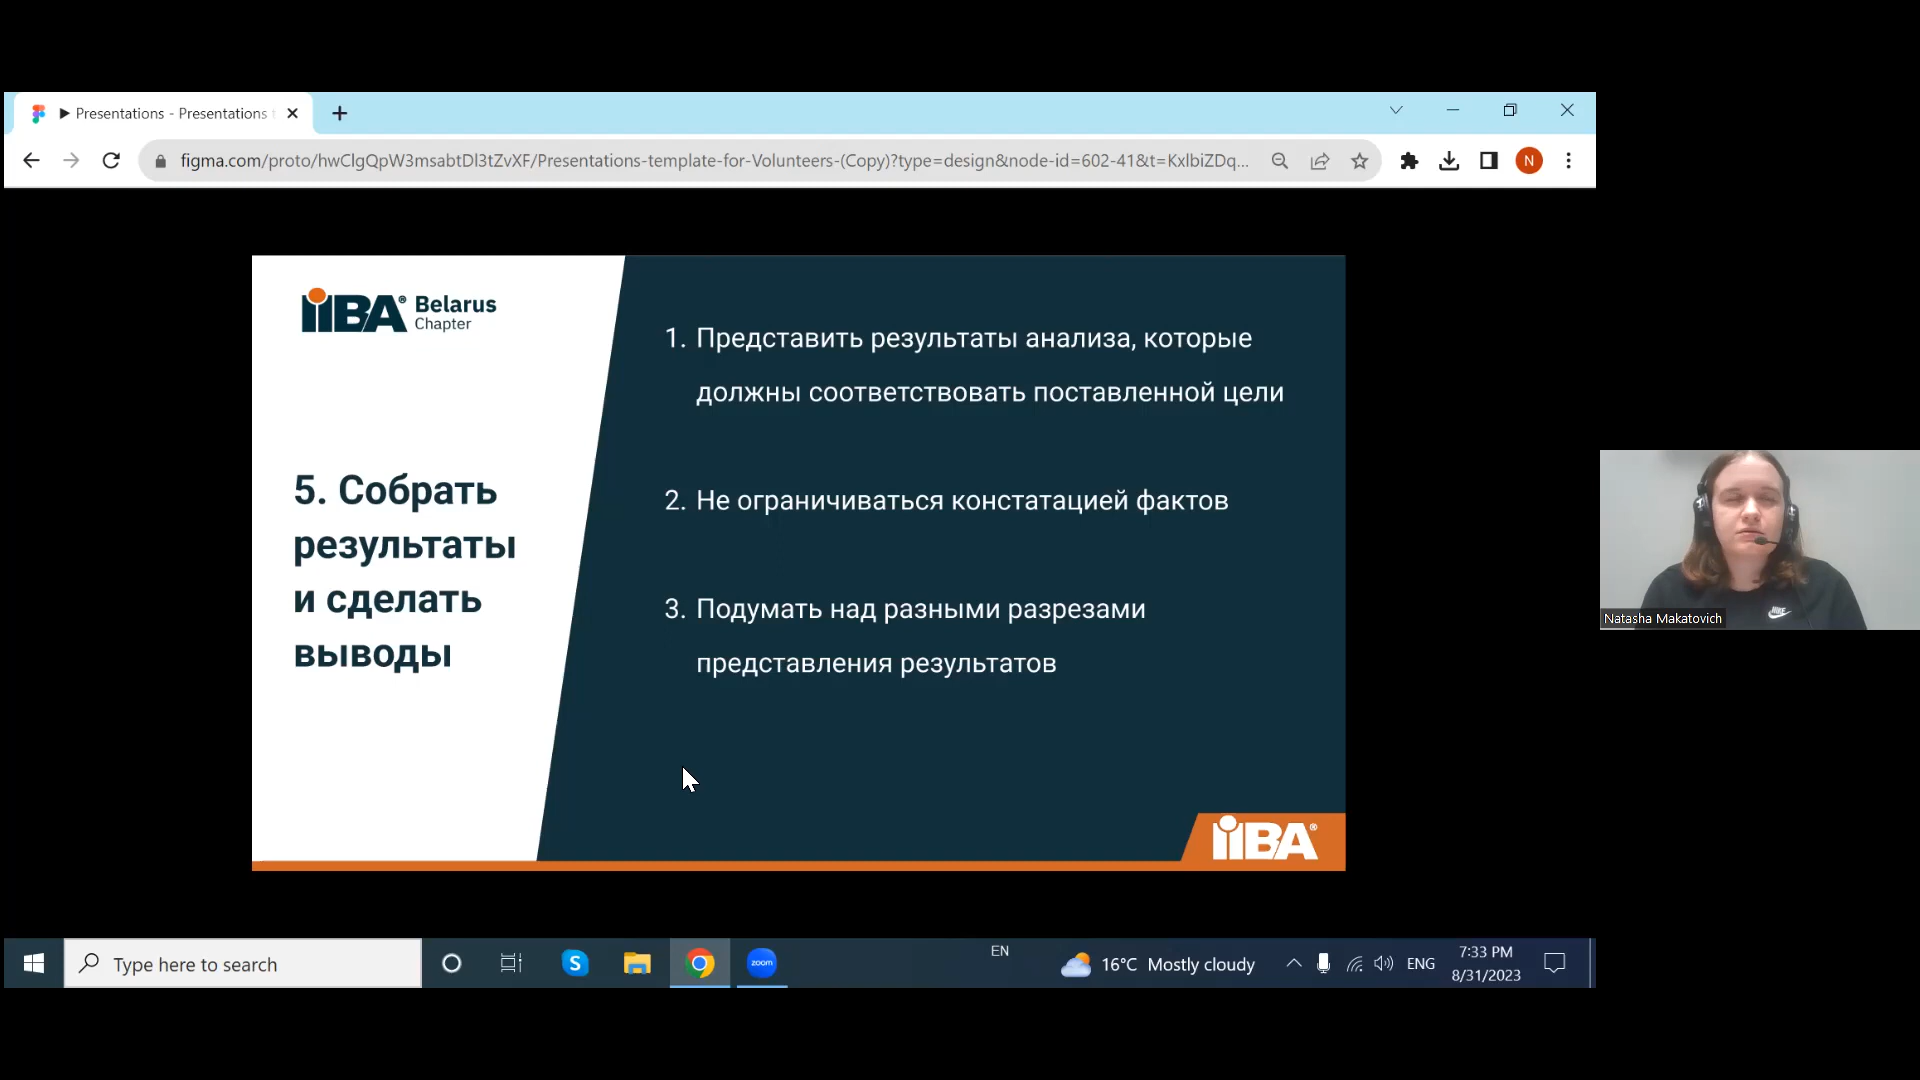 Presentations - Presentations t
figma.com/proto/hwClgQpW3msabtDl3tZvXF/Presentations-template-for-Volunteers-(Copy)?type=design&node-id=602-41&t=KxlbiZDq...
N
iiBA® Belarus
Chapter
5. Собрать
результаты
и сделать
выводы
1. Представить результаты анализа, которые
должны соответствовать поставленной цели
2. Не ограничиваться констатацией фактов
3. Подумать над разными разрезами
представления результатов
iiBA®
Natasha Makatovich
Type here to search
S
zoom
EN
16°C Mostly cloudy
ENG
7:33 PM
8/31/2023